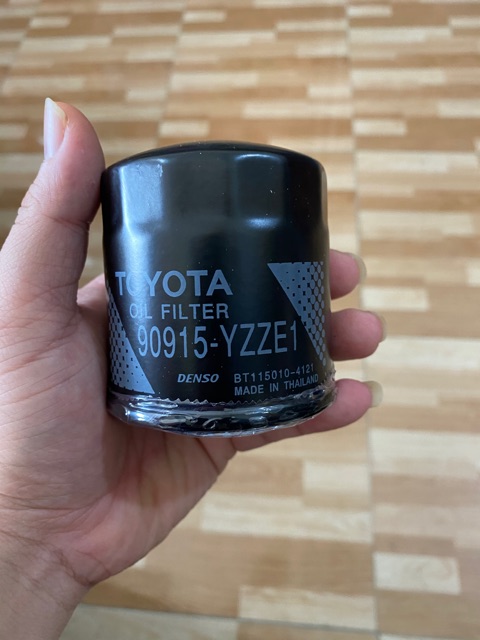 TOYOTA
OIL FILTER
90915-YZZE1
DENSO BT115010-4121
MADE IN THAILAND